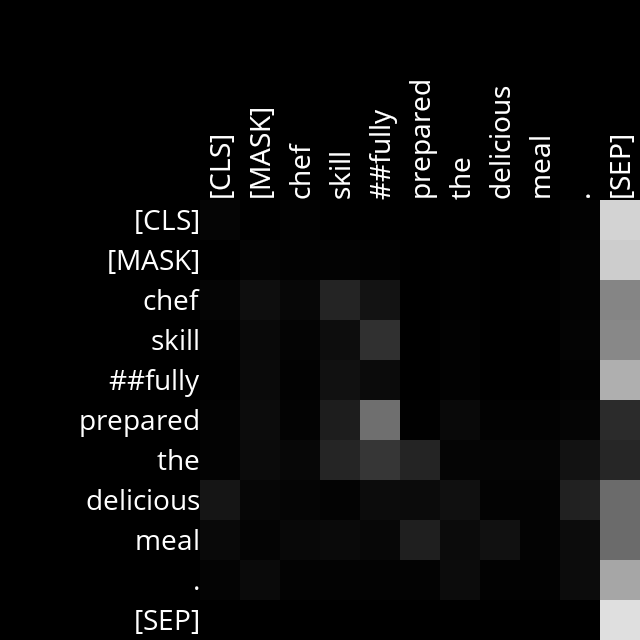 [CLS] [MASK] chef skill ##fully prepared the delicious meal . [SEP]
[CLS]
[MASK]
chef
skill
##fully
prepared
the
delicious
meal
.
[SEP]